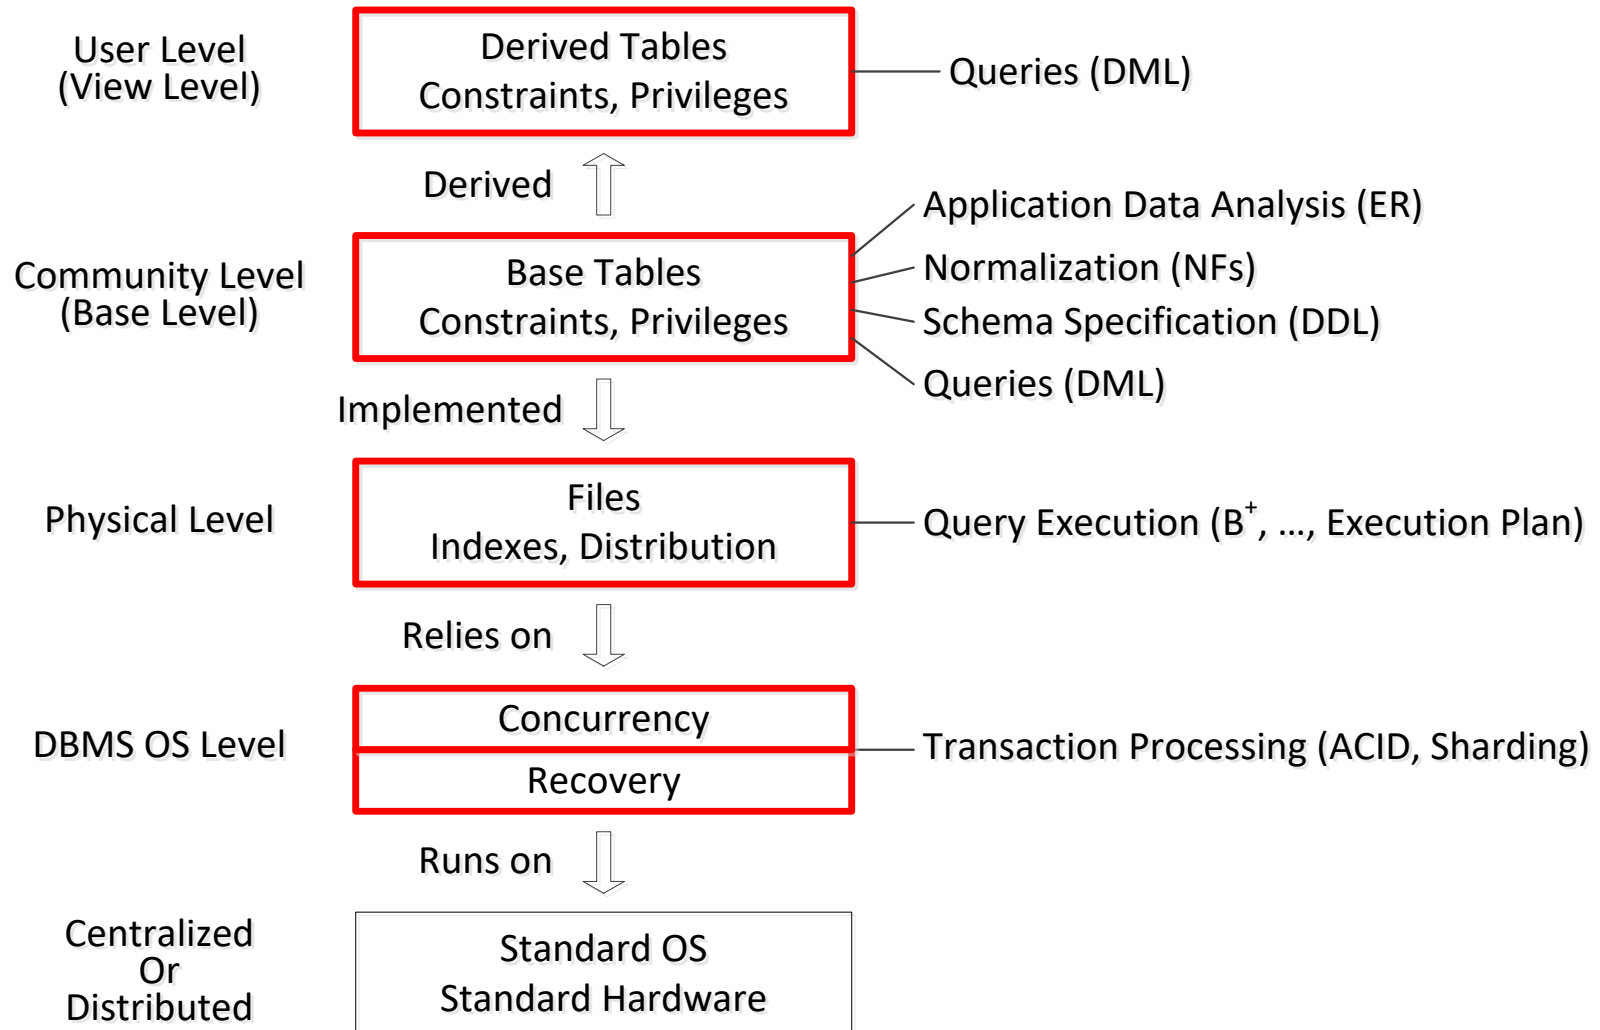 User Level
(View Level)
Derived Tables
Constraints, Privileges
Queries (DML)
Derived
Community Level
(Base Level)
Base Tables
Constraints, Privileges
Application Data Analysis (ER)
Normalization (NFs)
Schema Specification (DDL)
Queries (DML)
Implemented
Physical Level
Files
Indexes, Distribution
Query Execution (B⁺, ..., Execution Plan)
Relies on
DBMS OS Level
Concurrency
Recovery
Transaction Processing (ACID, Sharding)
Runs on
Centralized
Or
Distributed
Standard OS
Standard Hardware